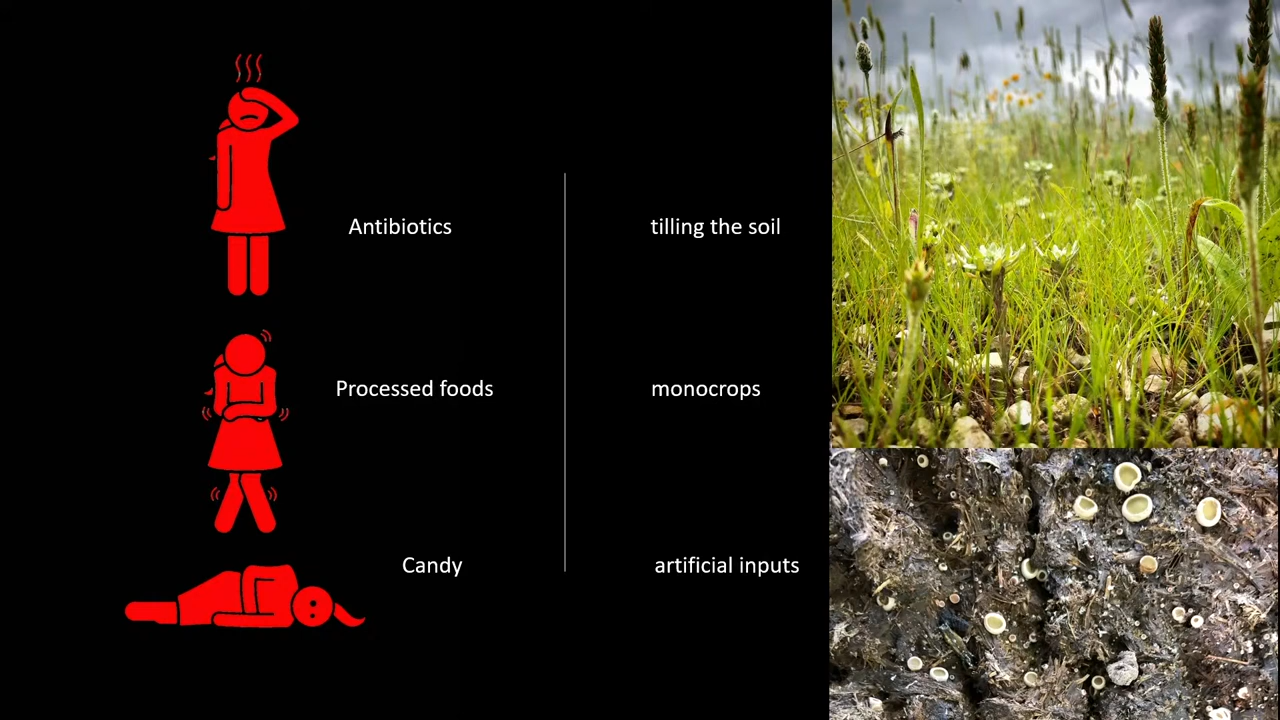 Antibiotics
tilling the soil
Processed foods
monocrops
Candy
artificial inputs